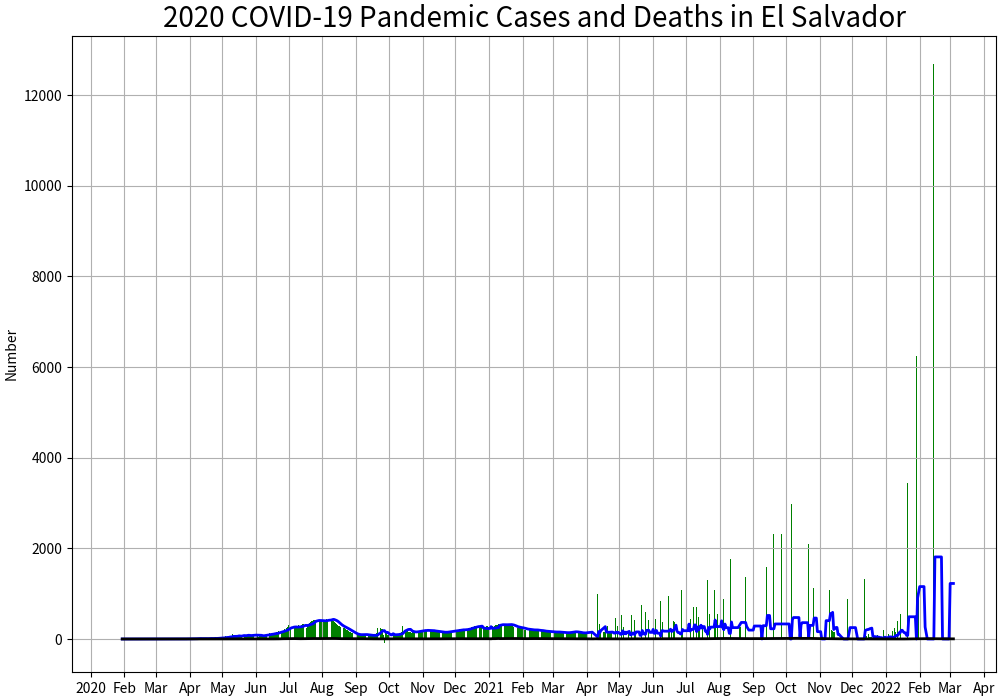 2020 COVID-19 Pandemic Cases and Deaths in El Salvador
12000
10000
8000
6000
4000
2000
0
Number
2020 Feb Mar Apr May Jun Jul Aug Sep Oct Nov Dec 2021 Feb Mar Apr May Jun Jul Aug Sep Oct Nov Dec 2022 Feb Mar Apr